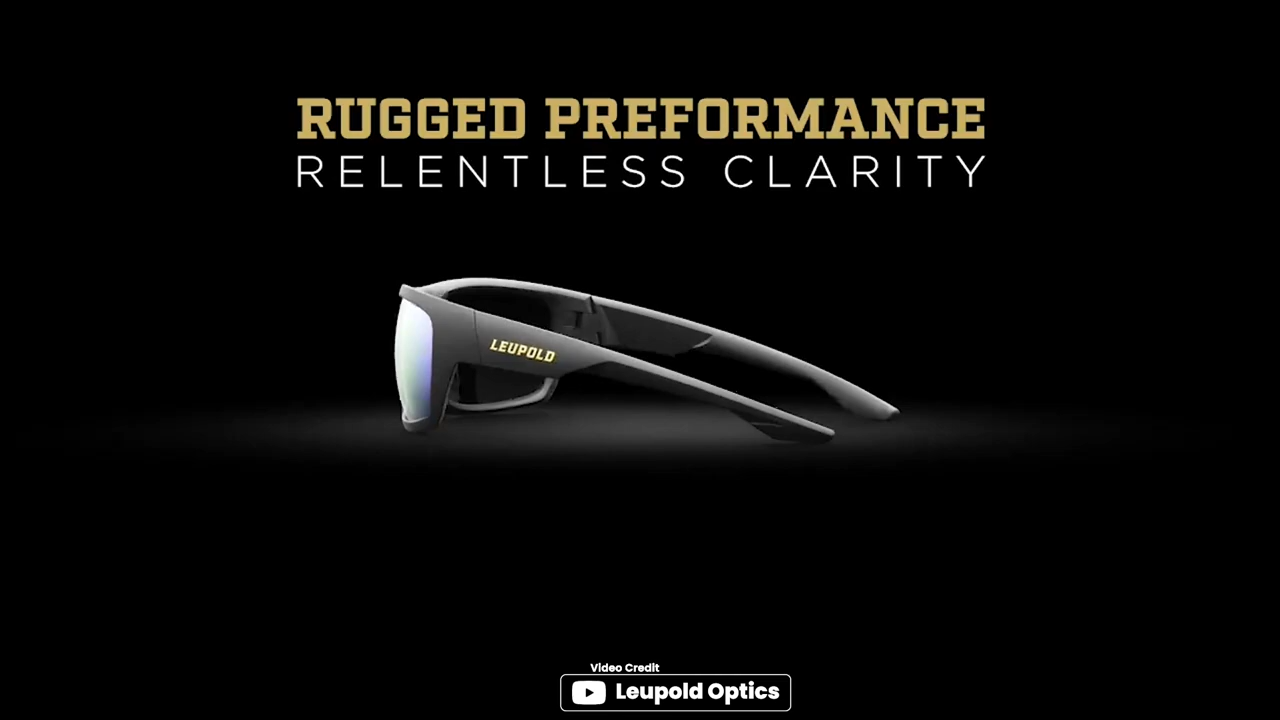 RUGGED PREFORMANCE
RELENTLESS CLARITY
LEUPOLD
Video Credit
Leupold Optics